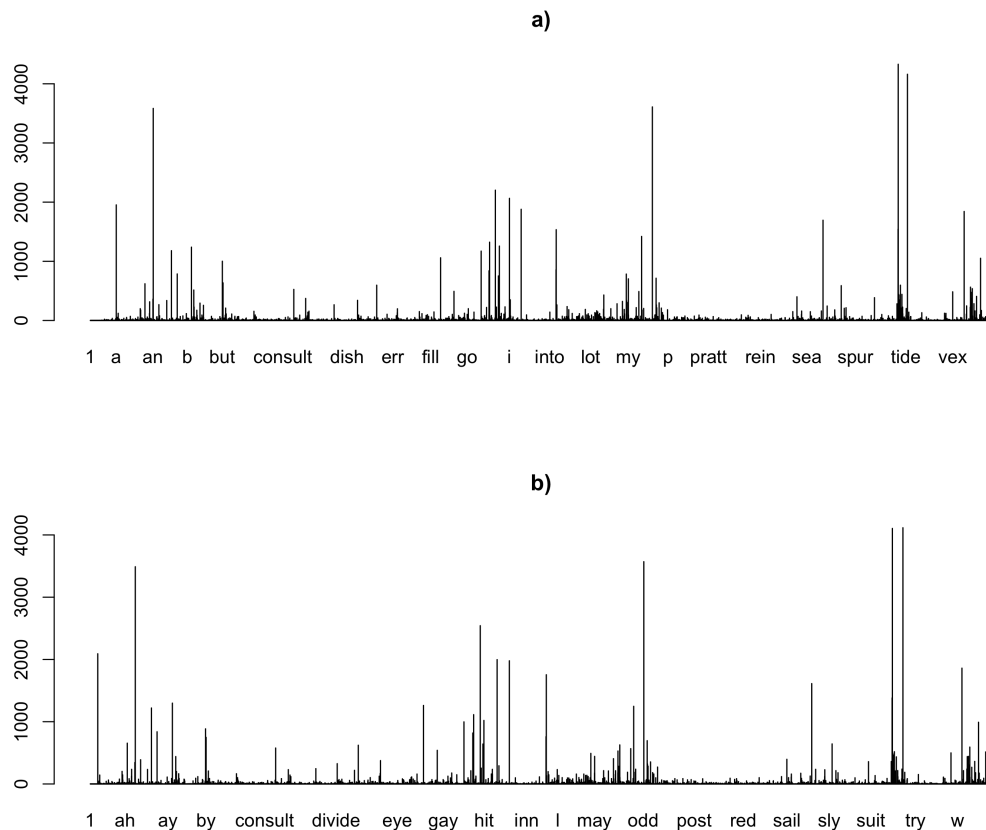 a)
4000
3000
2000
1000
0
1 a an b but consult dish err fill go i into lot my p pratt rein sea spur tide vex
b)
4000
3000
2000
1000
0
1 ah ay by consult divide eye gay hit inn l may odd post red sail sly suit try w